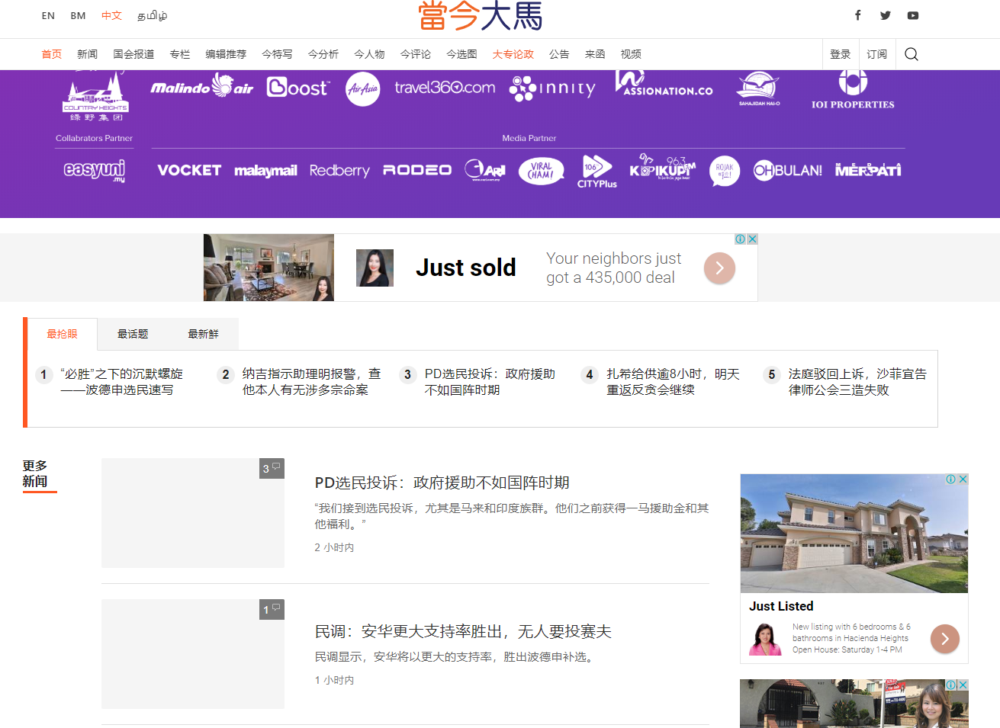 EN BM 中文 தமிழ்
當今大馬
首页 新闻 国会报道 专栏 编辑推荐 今特写 今分析 今人物 今评论 今选图 大专论政 公告 来函 视频 登录 订阅
COUNTRY HEIGHTS
绿野集团
malindo air
Boost
AirAsia
travel360.com
INNITY
PASSIONATION.CO
SAHAJIDAH HAI-O
IOI PROPERTIES
Collabrators Partner
Media Partner
easyuni.my
VOCKET
malaymail
Redberry
RODEO
CARI
VIRAL CHAM!
106 CITYPlus
KOPIKUPI 96.3 FM
ROJAK
OHBULAN!
MEDIA MERPATI
Just sold
Your neighbors just
got a 435,000 deal
最抢眼 最话题 最新鲜
1 “必胜”之下的沉默螺旋
——波德申选民速写
2 纳吉指示助理明报警，查
他本人有无涉多宗命案
3 PD选民投诉：政府援助
不如国阵时期
4 扎希给供逾8小时，明天
重返反贪会继续
5 法庭驳回上诉，沙菲宜告
律师公会三造失败
更多
新闻
3
PD选民投诉：政府援助不如国阵时期
“我们接到选民投诉，尤其是马来和印度族群。他们之前获得一马援助金和其
他福利。”
2 小时内
1
民调：安华更大支持率胜出，无人要投赛夫
民调显示，安华将以更大的支持率，胜出波德申补选。
1 小时内
Just Listed
New listing with 6 bedrooms & 6
bathrooms in Hacienda Heights
Open House: Saturday 1-4 PM